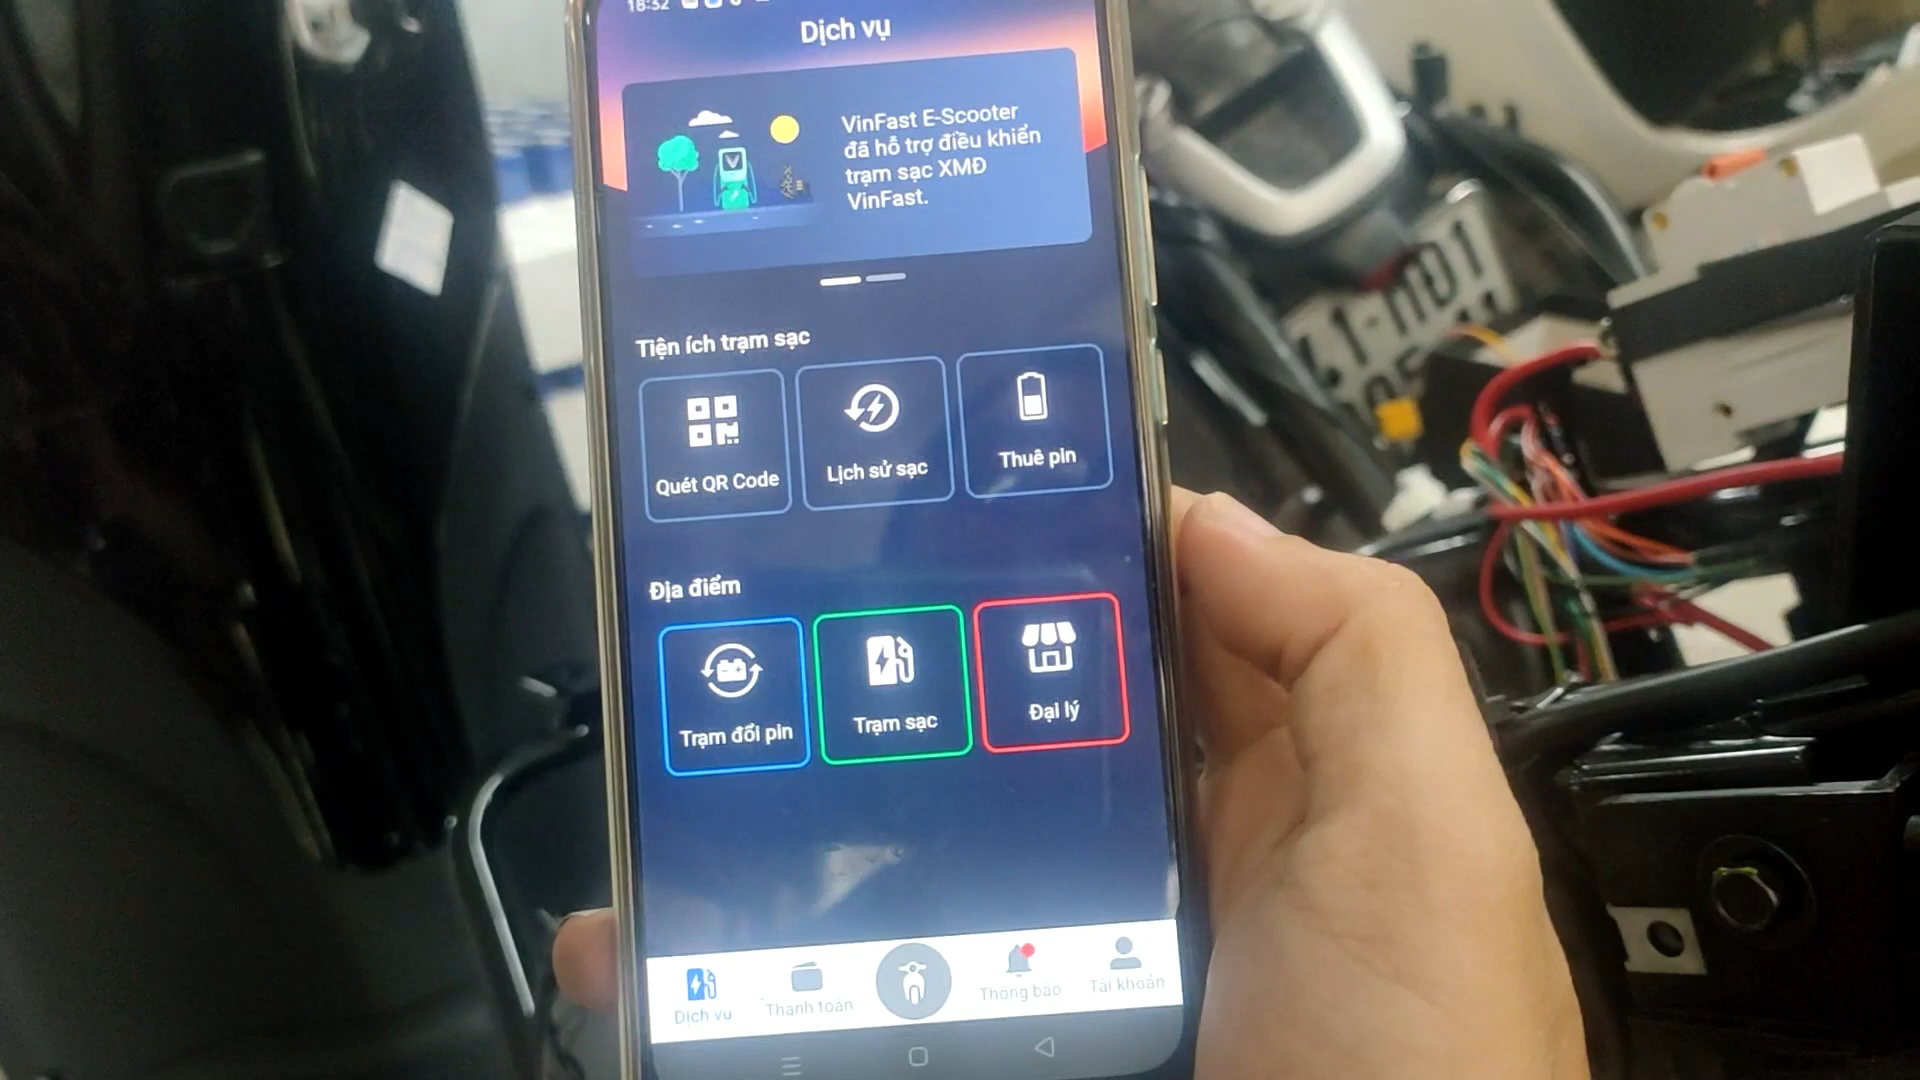 18:32
Dịch vụ
VinFast E-Scooter
đã hỗ trợ điều khiển
trạm sạc XMĐ
VinFast.
Tiện ích trạm sạc
Quét QR Code
Lịch sử sạc
Thuê pin
Địa điểm
Trạm đổi pin
Trạm sạc
Đại lý
Dịch vụ
Thanh toán
Thông báo
Tài khoản